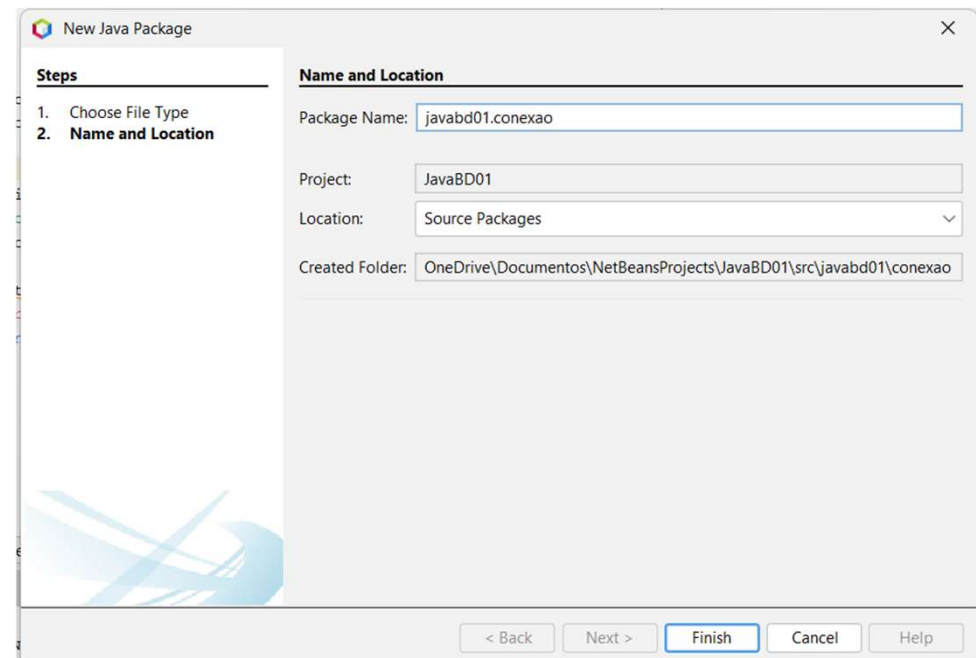 New Java Package
Steps
1. Choose File Type
2. Name and Location
Name and Location
Package Name: javabd01.conexao
Project: JavaBD01
Location: Source Packages
Created Folder: OneDrive\Documentos\NetBeansProjects\JavaBD01\src\javabd01\conexao
< Back Next > Finish Cancel Help